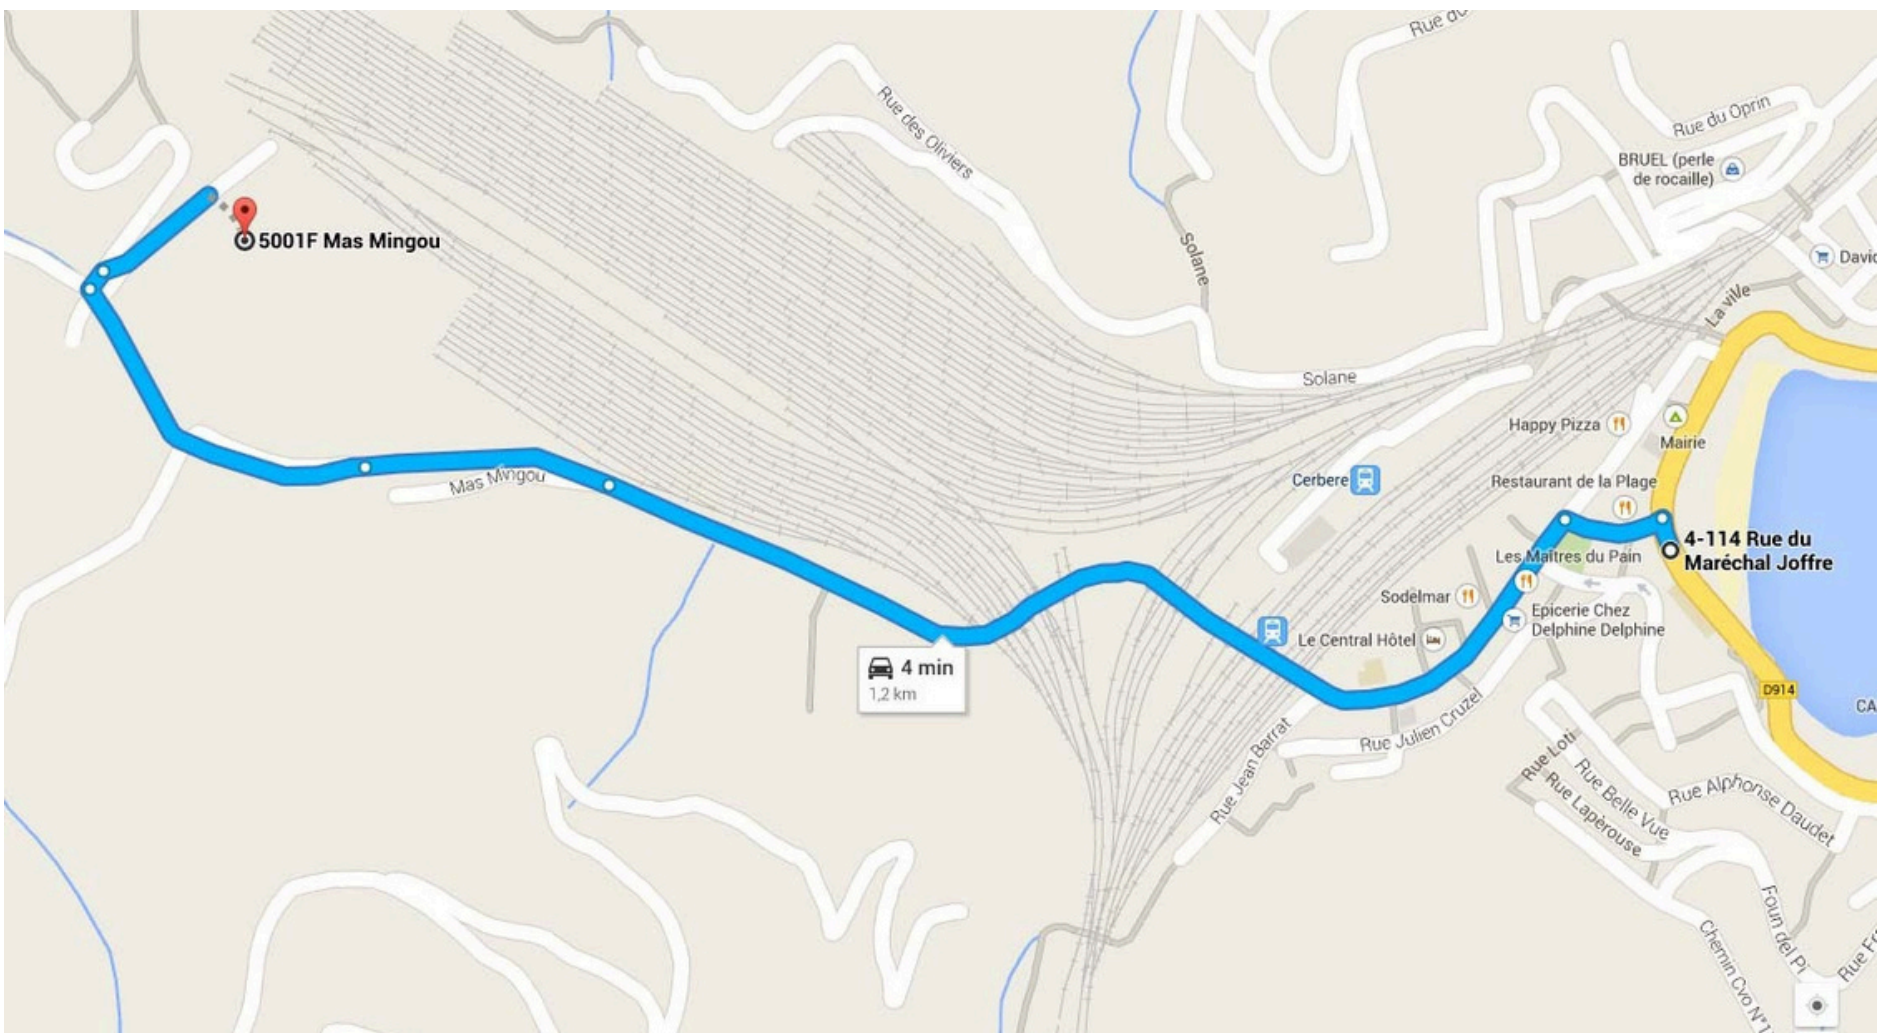 Rue du
Rue des Oliviers
Rue du Oprin
BRUEL (perle
de rocaille)
5001F Mas Mingou
Solane
David
La ville
Solane
Happy Pizza
Mairie
Cerbere
Restaurant de la Plage
Mas Mingou
4-114 Rue du
Maréchal Joffre
Les Maîtres du Pain
Sodelmar
Epicerie Chez
Delphine Delphine
Le Central Hôtel
4 min
1,2 km
D914
CA
Rue Julien Cruzel
Rue Jean Barrat
Rue Loti
Rue Belle Vue
Rue Lapèrouse
Rue Alphonse Daudet
Foun del Pi
Chemin Cvo N°1
Rue Fr